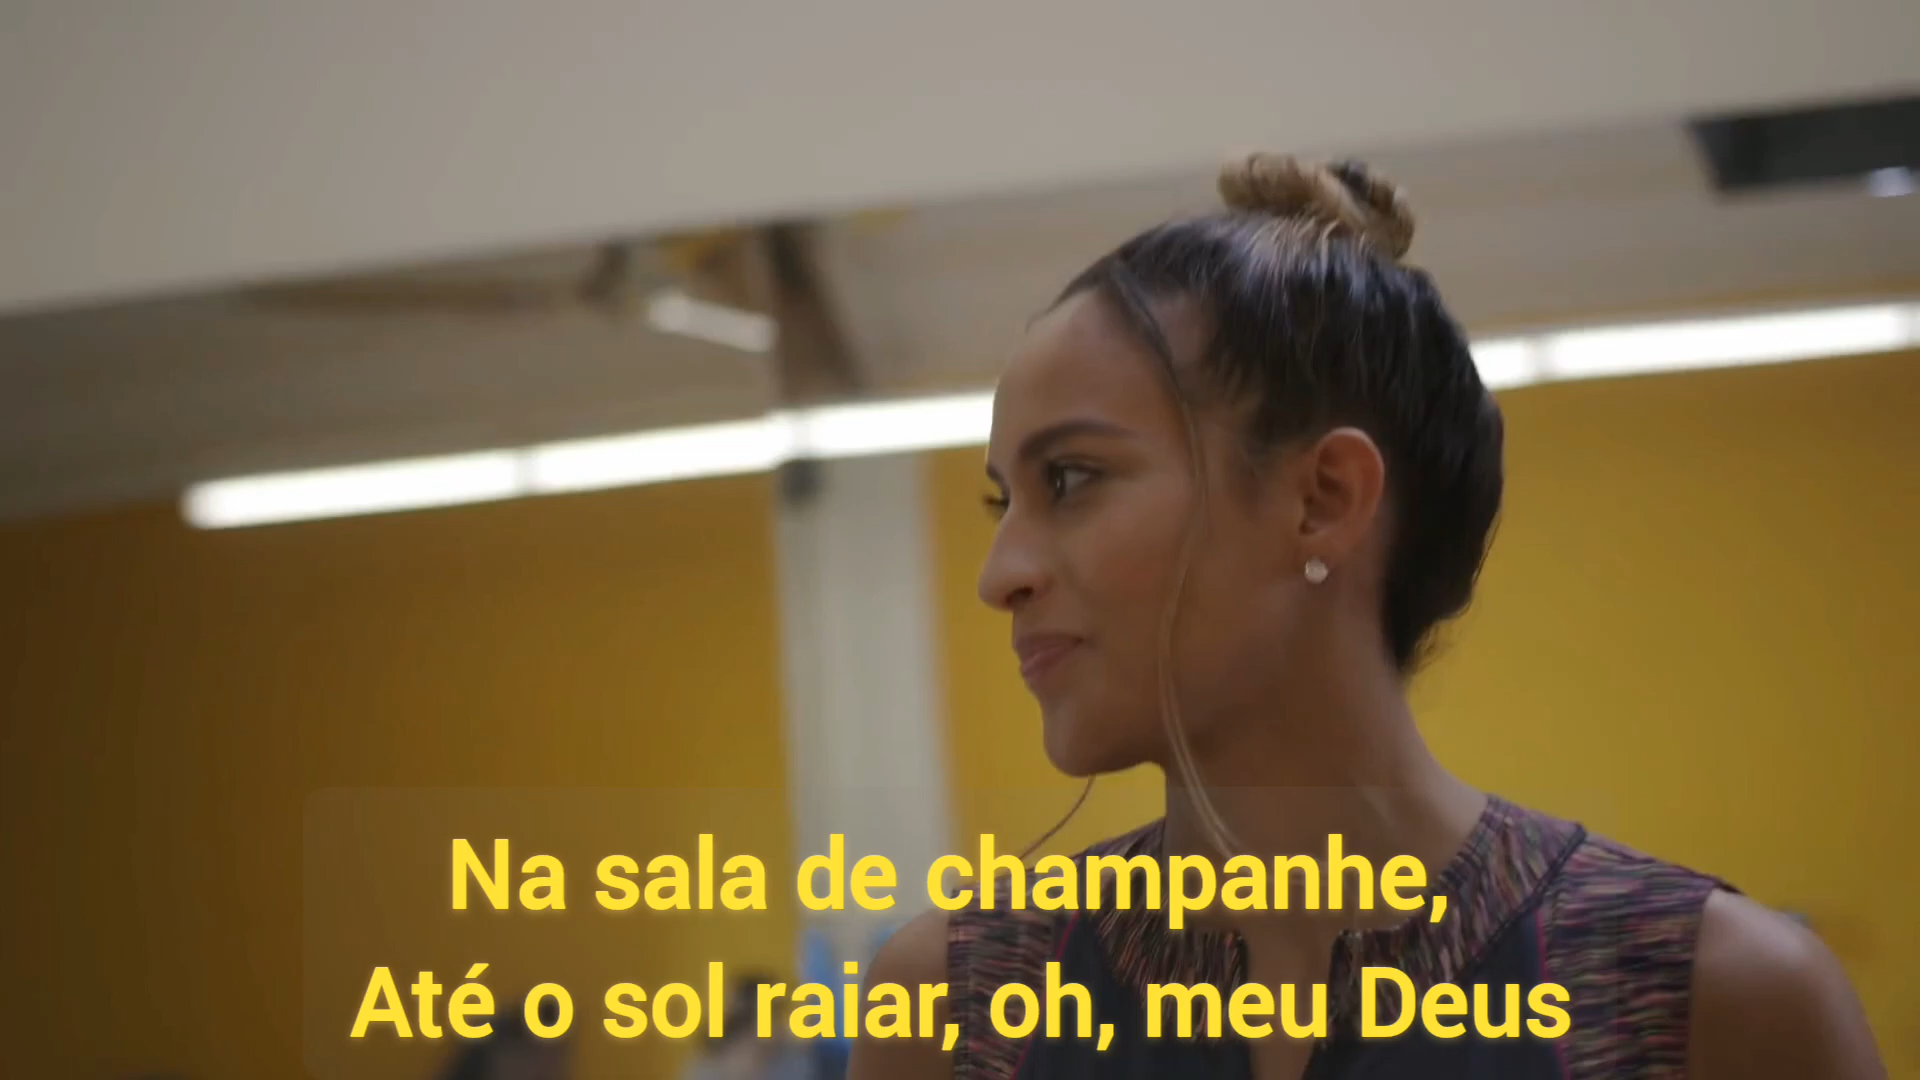 Na sala de champanhe,
Até o sol raiar, oh, meu Deus